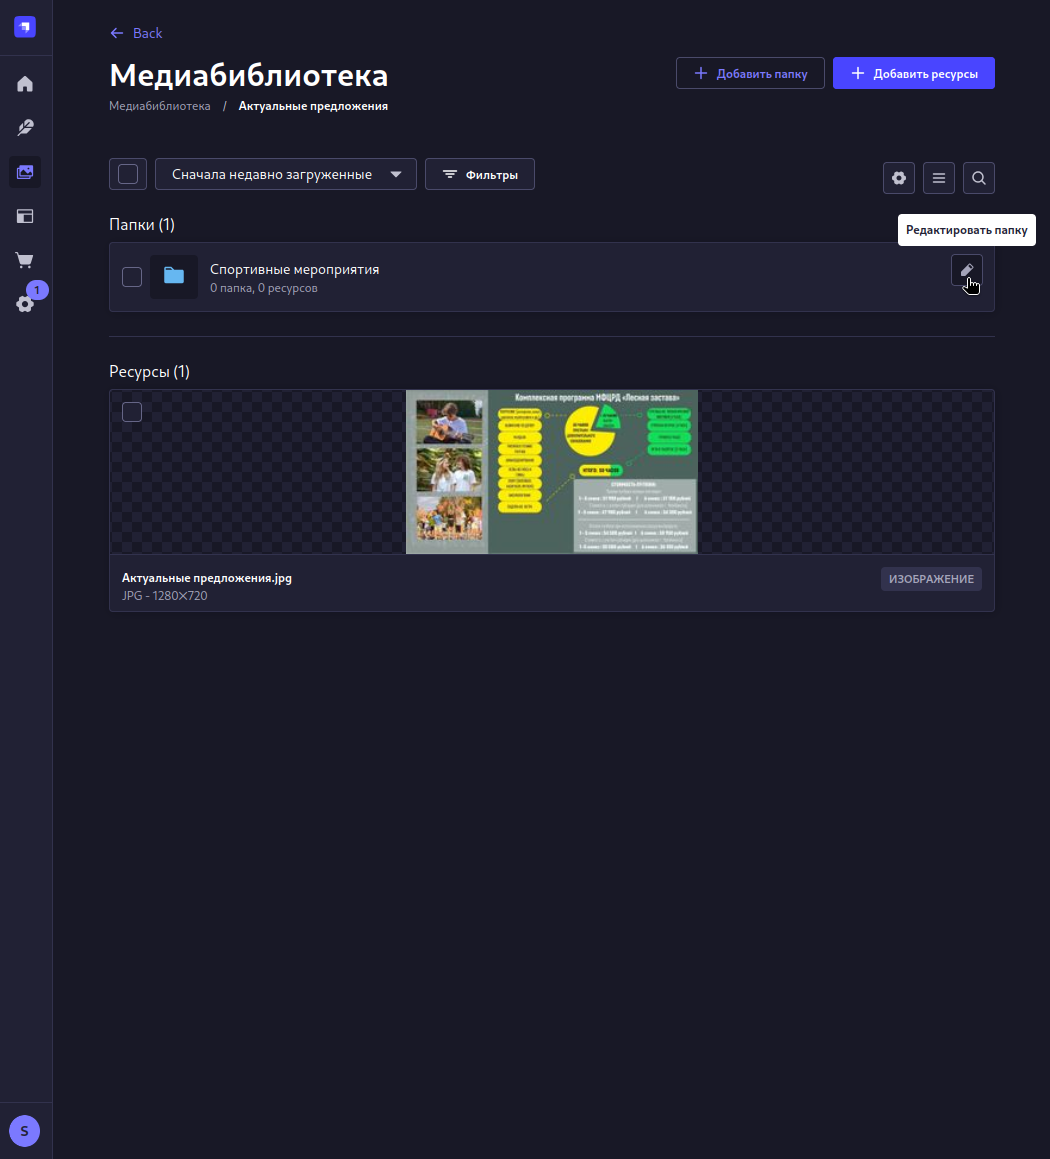 Back
Медиабиблиотека
Добавить папку
Добавить ресурсы
Медиабиблиотека / Актуальные предложения
Сначала недавно загруженные
Фильтры
Папки (1)
Редактировать папку
Спортивные мероприятия
0 папка, 0 ресурсов
1
Ресурсы (1)
Комплексная программа НФЦРД «Лесная застава»
ИТОГО, 60 ЧАСОВ
Актуальные предложения.jpg
ИЗОБРАЖЕНИЕ
JPG - 1280✕720
S